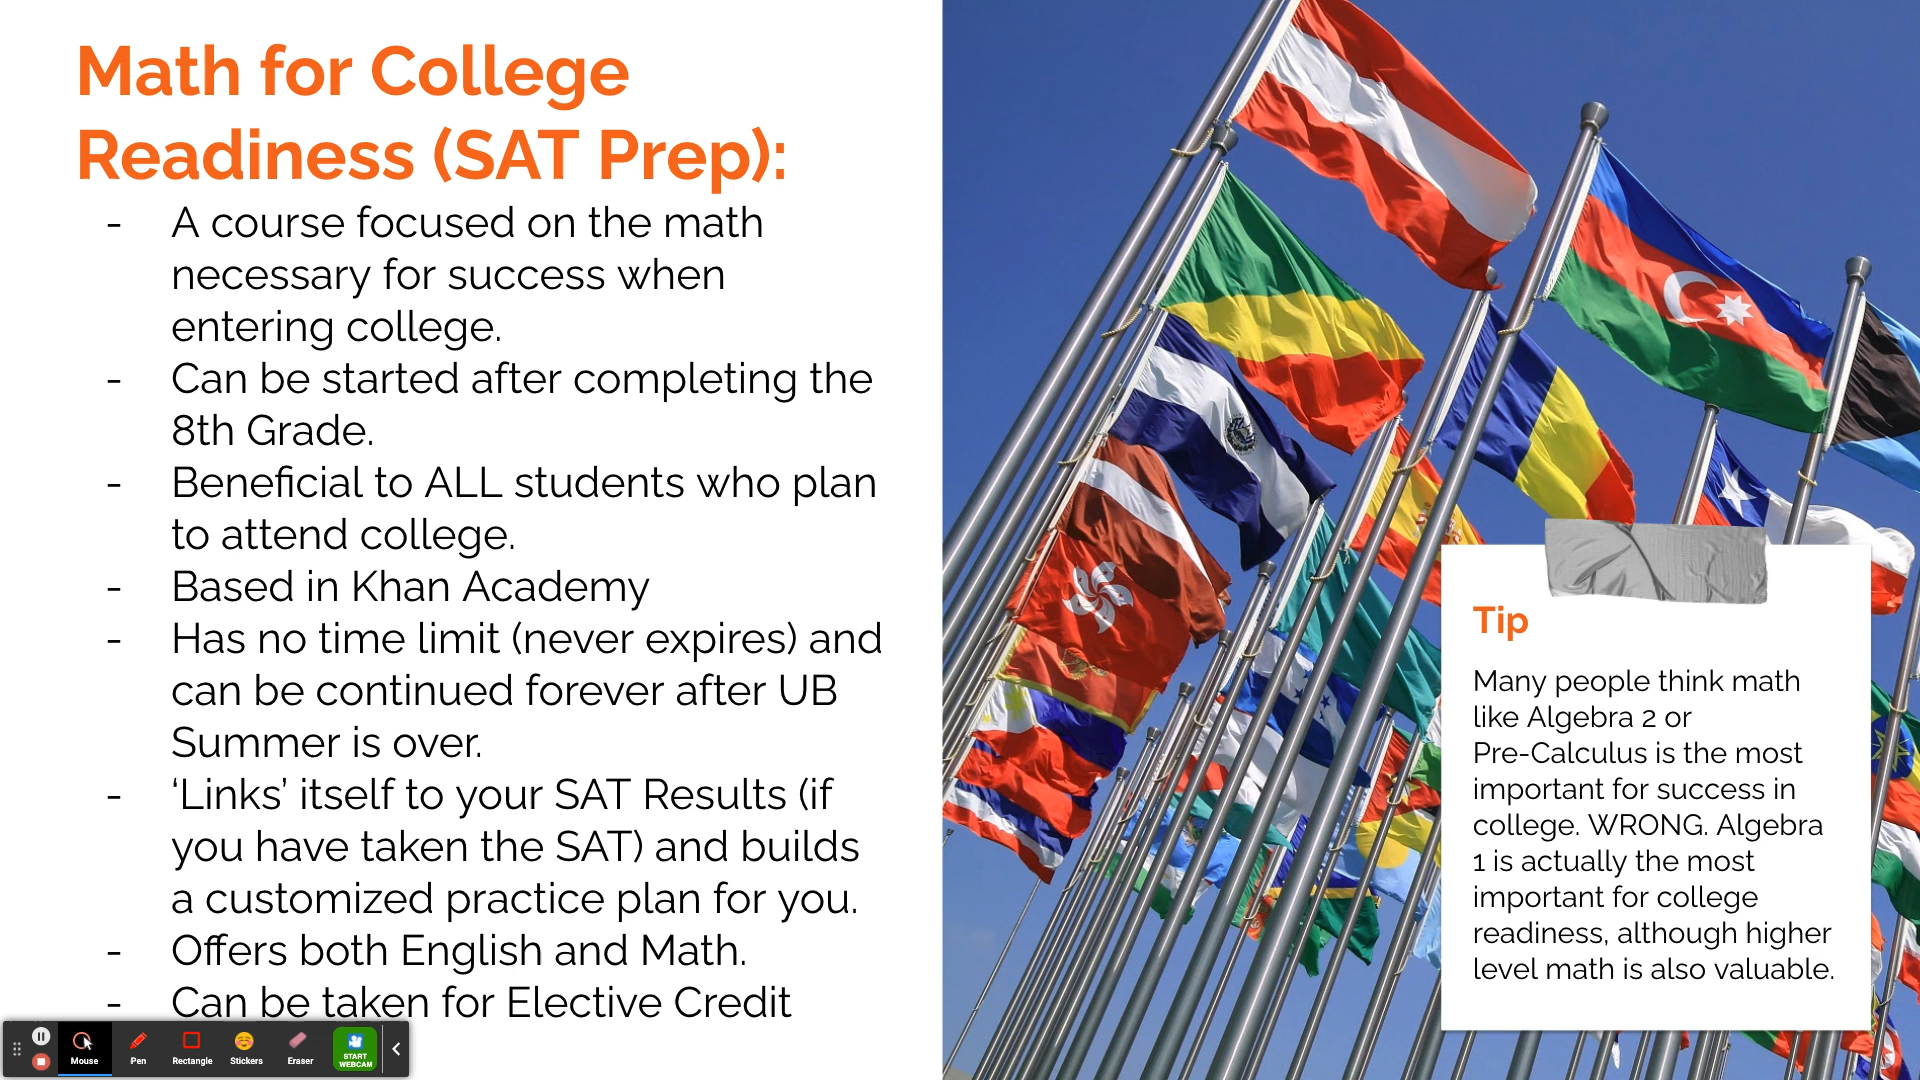 Math for College
Readiness (SAT Prep):
- A course focused on the math
necessary for success when
entering college.
- Can be started after completing the
8th Grade.
- Beneficial to ALL students who plan
to attend college.
- Based in Khan Academy
- Has no time limit (never expires) and
can be continued forever after UB
Summer is over.
- ‘Links’ itself to your SAT Results (if
you have taken the SAT) and builds
a customized practice plan for you.
- Offers both English and Math.
- Can be taken for Elective Credit
Tip
Many people think math
like Algebra 2 or
Pre-Calculus is the most
important for success in
college. WRONG. Algebra
1 is actually the most
important for college
readiness, although higher
level math is also valuable.
Mouse Pen Rectangle Stickers Eraser START
WEBCAM